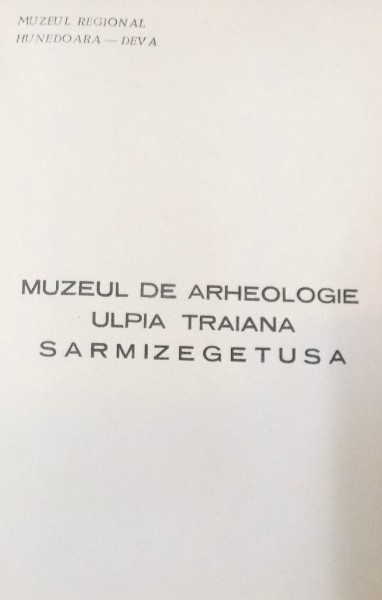 MUZEUL REGIONAL
HUNEDOARA — DEVA
MUZEUL DE ARHEOLOGIE
ULPIA TRAIANA
SARMIZEGETUSA